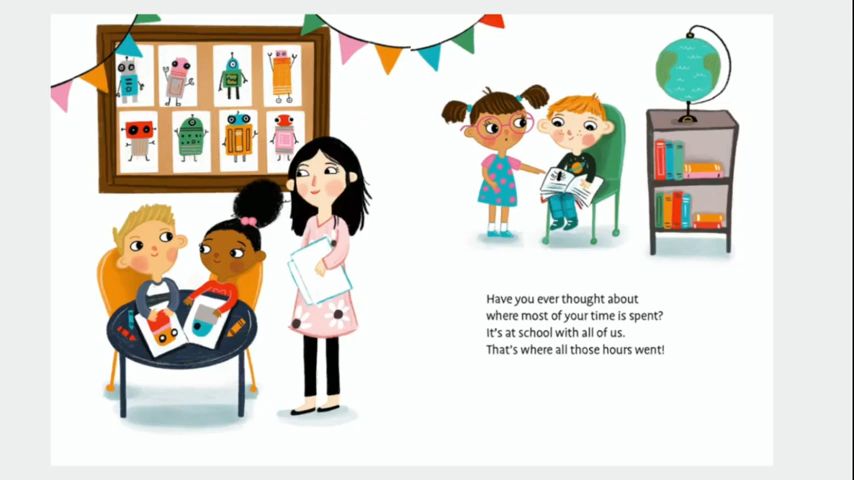 Have you ever thought about
where most of your time is spent?
It's at school with all of us.
That's where all those hours went!